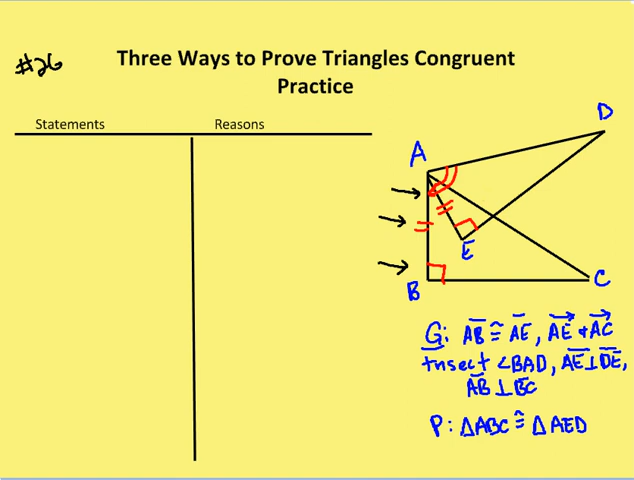 #26
Three Ways to Prove Triangles Congruent
Practice
Statements Reasons
D
A
E
B
C
G: AB ≅ AE, AE & AC
trisect ∠BAD, AE ⊥ DE,
AB ⊥ BC
P: △ABC ≅ △AED